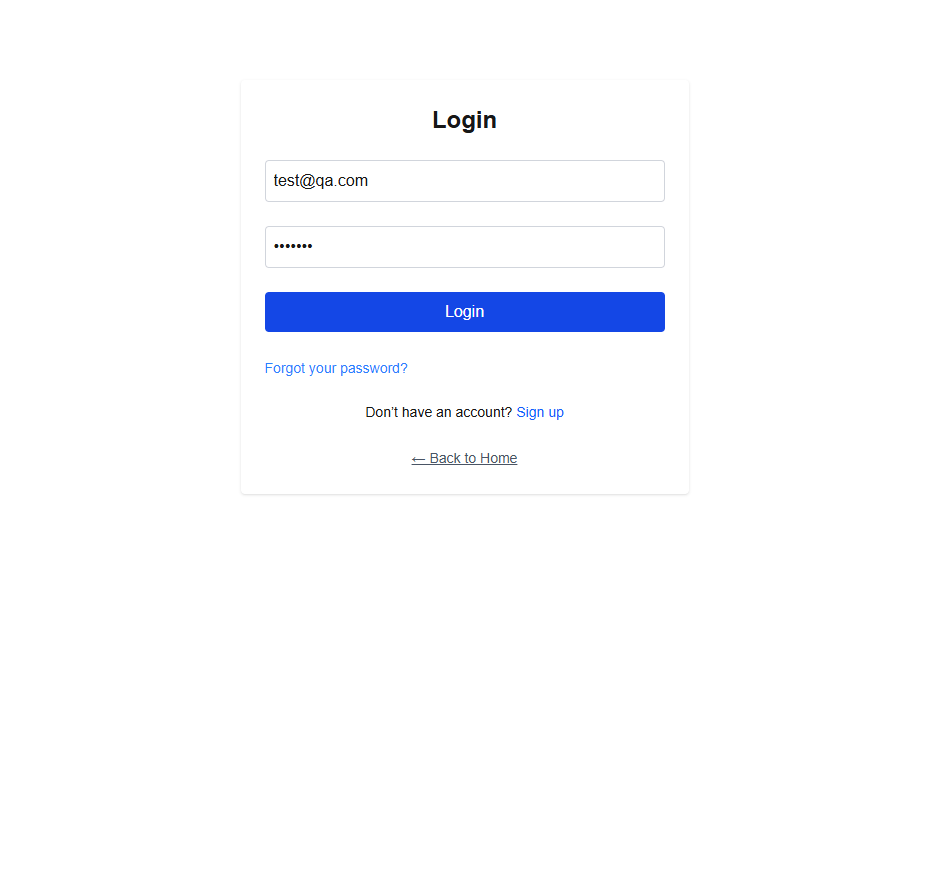 Login
test@qa.com
•••••••
Login
Forgot your password?
Don't have an account? Sign up
← Back to Home